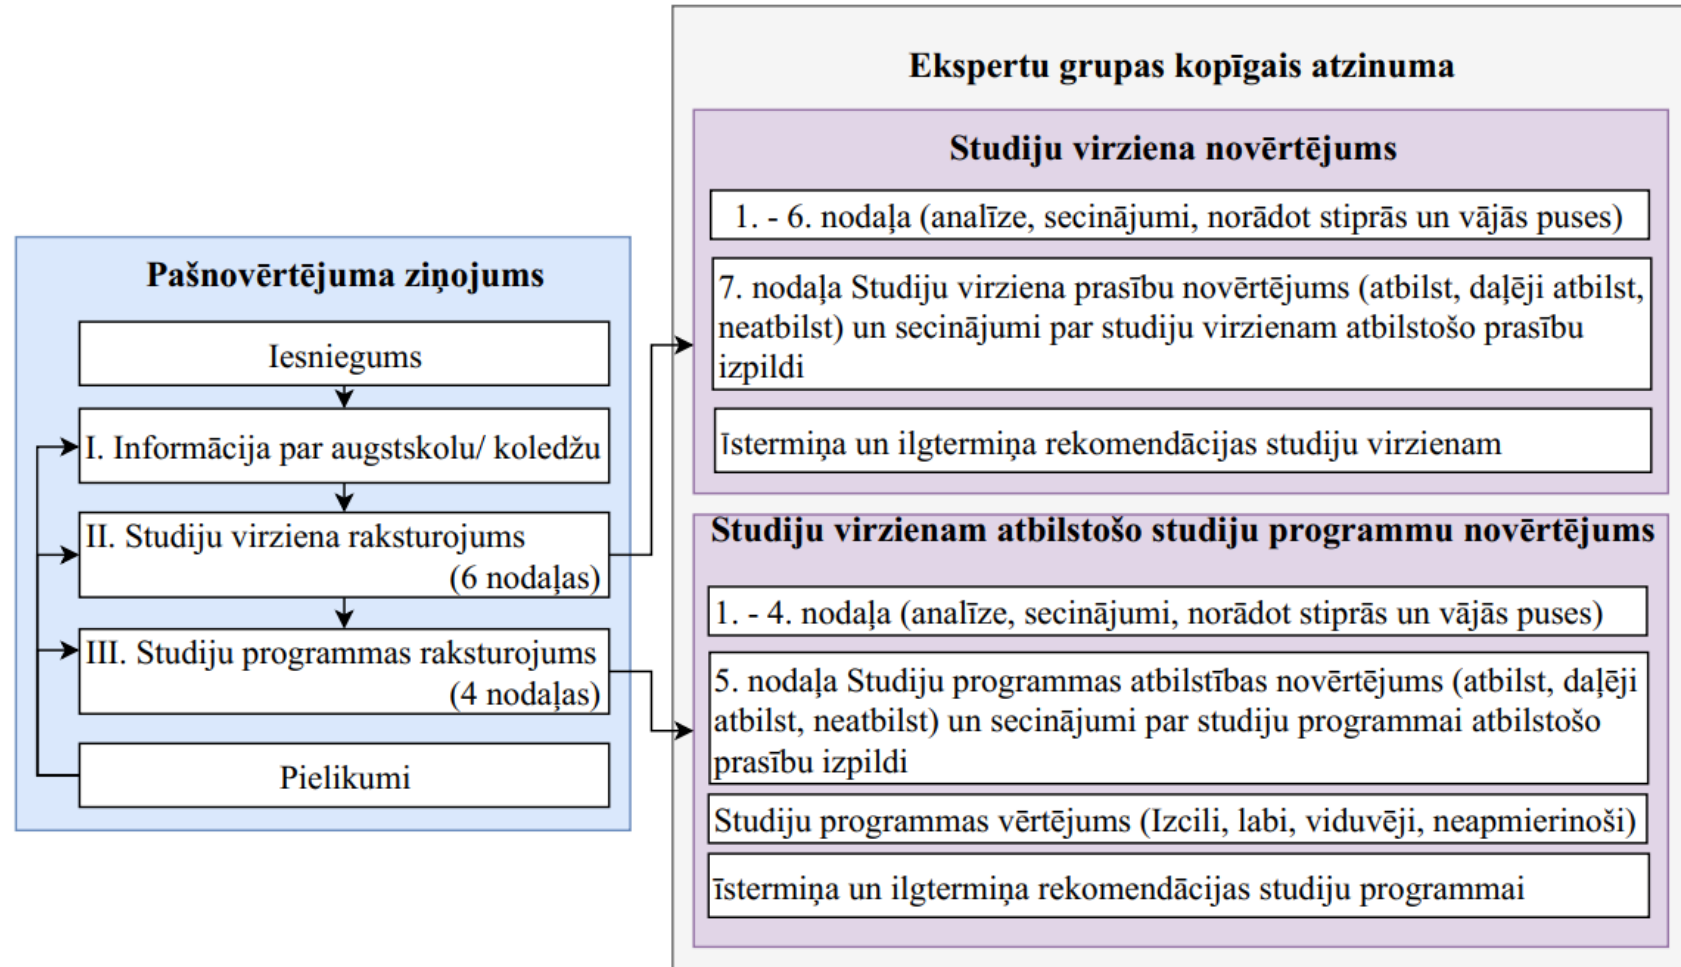 Pašnovērtējuma ziņojums
Iesniegums
I. Informācija par augstskolu/ koledžu
II. Studiju virziena raksturojums
(6 nodaļas)
III. Studiju programmas raksturojums
(4 nodaļas)
Pielikumi
Ekspertu grupas kopīgais atzinuma
Studiju virziena novērtējums
1. - 6. nodaļa (analīze, secinājumi, norādot stiprās un vājās puses)
7. nodaļa Studiju virziena prasību novērtējums (atbilst, daļēji atbilst,
neatbilst) un secinājumi par studiju virzienam atbilstošo prasību
izpildi
īstermiņa un ilgtermiņa rekomendācijas studiju virzienam
Studiju virzienam atbilstošo studiju programmu novērtējums
1. - 4. nodaļa (analīze, secinājumi, norādot stiprās un vājās puses)
5. nodaļa Studiju programmas atbilstības novērtējums (atbilst, daļēji
atbilst, neatbilst) un secinājumi par studiju programmai atbilstošo
prasību izpildi
Studiju programmas vērtējums (Izcili, labi, viduvēji, neapmierinoši)
īstermiņa un ilgtermiņa rekomendācijas studiju programmai